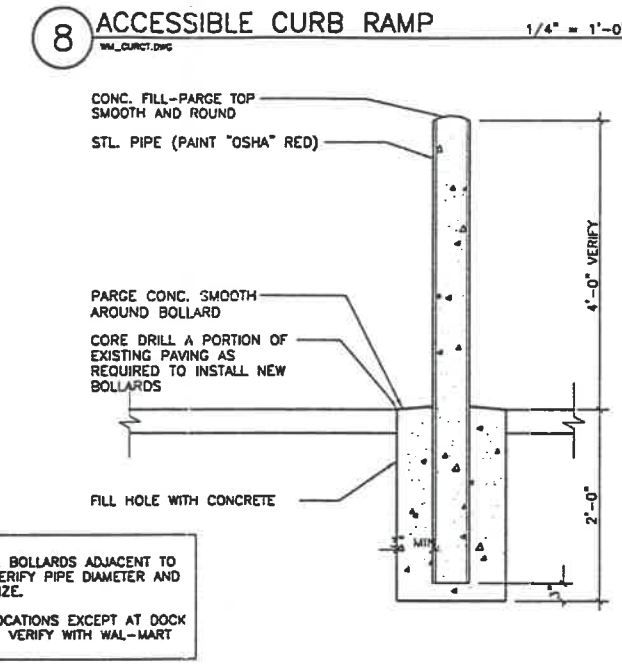 8 ACCESSIBLE CURB RAMP 1/4" = 1'-0
WM_CURCT.DWG
CONC. FILL-PARGE TOP
SMOOTH AND ROUND
STL. PIPE (PAINT "OSHA" RED)
4'-0" VERIFY
PARGE CONC. SMOOTH
AROUND BOLLARD
CORE DRILL A PORTION OF
EXISTING PAVING AS
REQUIRED TO INSTALL NEW
BOLLARDS
2'-0"
FILL HOLE WITH CONCRETE
MIN.
BOLLARDS ADJACENT TO
ERIFY PIPE DIAMETER AND
IZE.
OCATIONS EXCEPT AT DOCK
VERIFY WITH WAL-MART